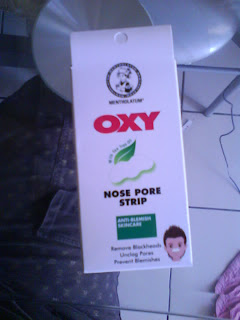 MENTHOLATUM
OXY
NOSE PORE
STRIP
ANTI-BLEMISH
SKINCARE
Remove Blackheads
Unclog Pores
Prevent Blemishes